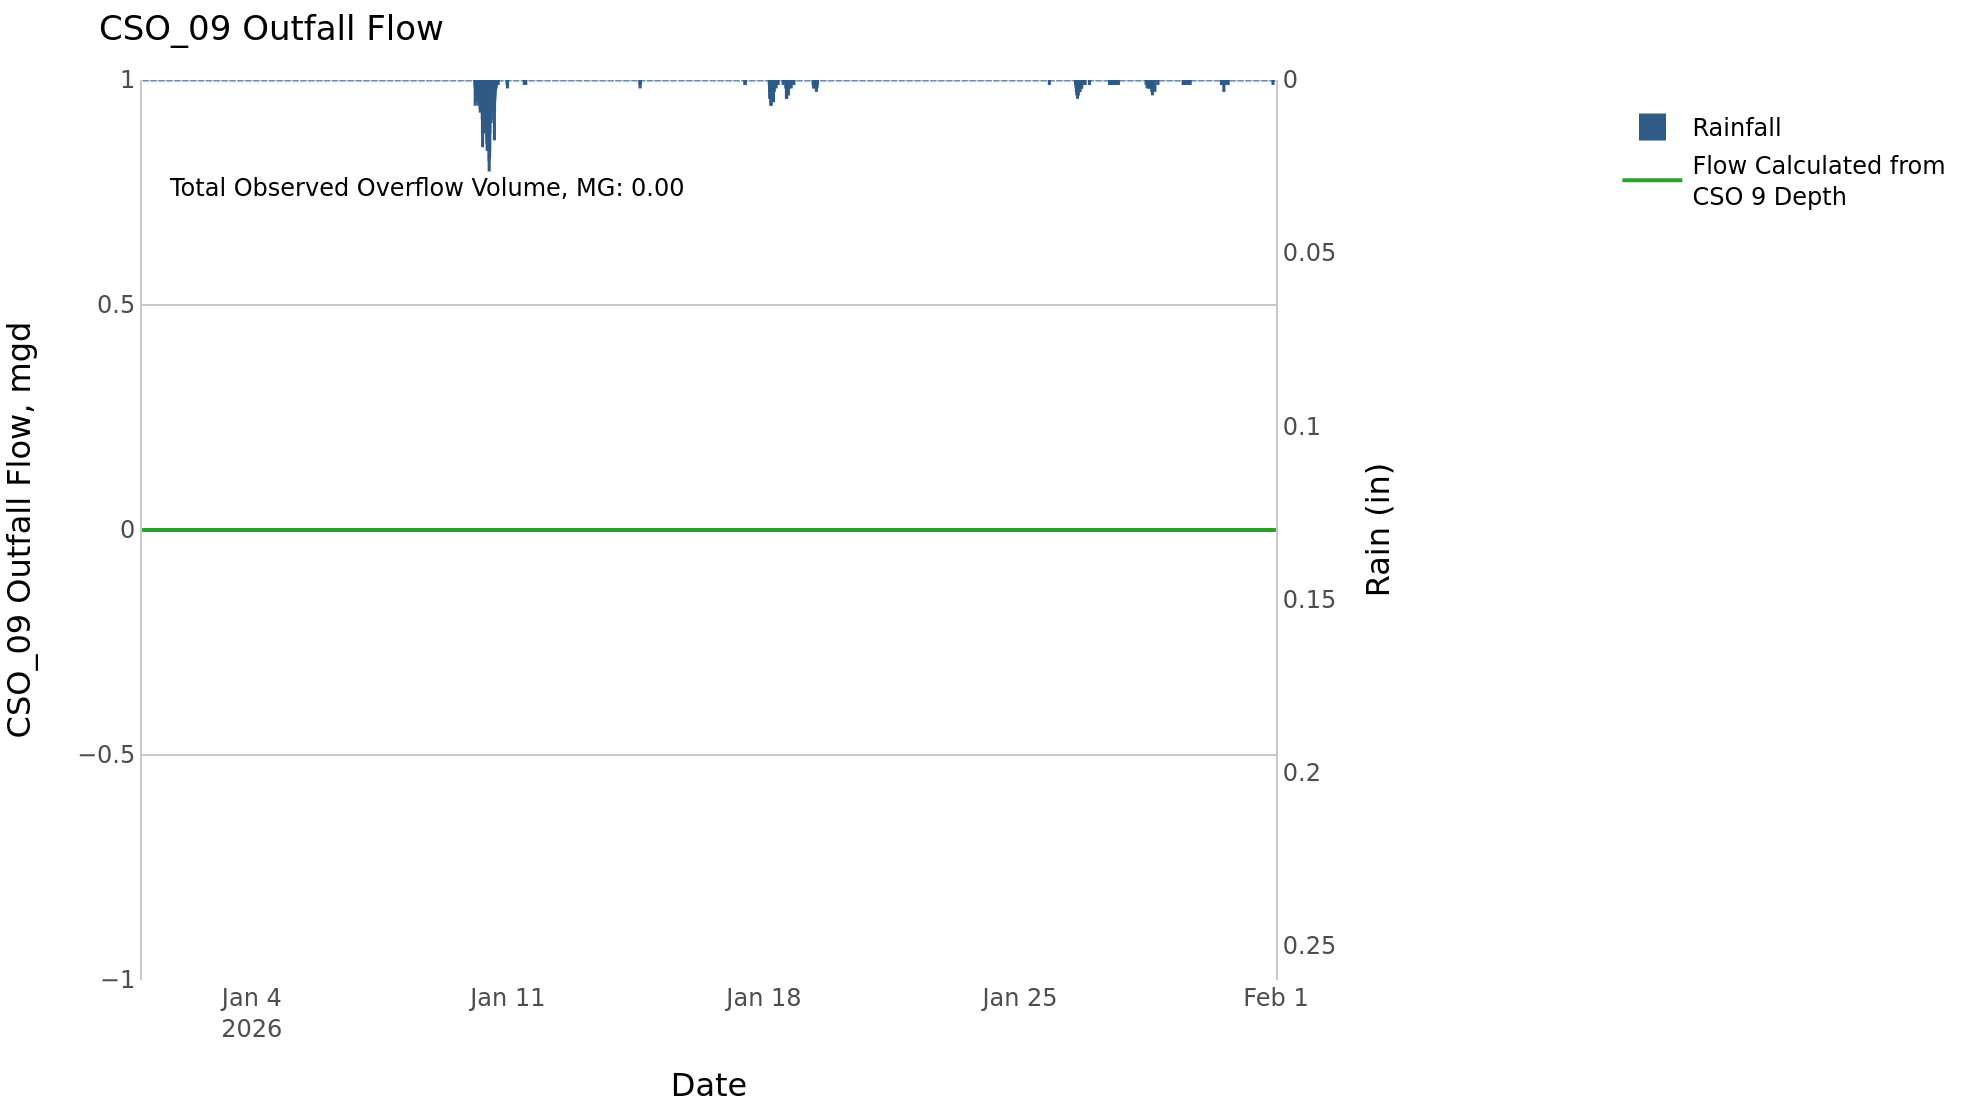 CSO_09 Outfall Flow
1
0.5
0
−0.5
−1
CSO_09 Outfall Flow, mgd
Total Observed Overflow Volume, MG: 0.00
0
0.05
0.1
0.15
0.2
0.25
Rain (in)
Jan 4
2026
Jan 11
Jan 18
Jan 25
Feb 1
Date
Rainfall
Flow Calculated from
CSO 9 Depth